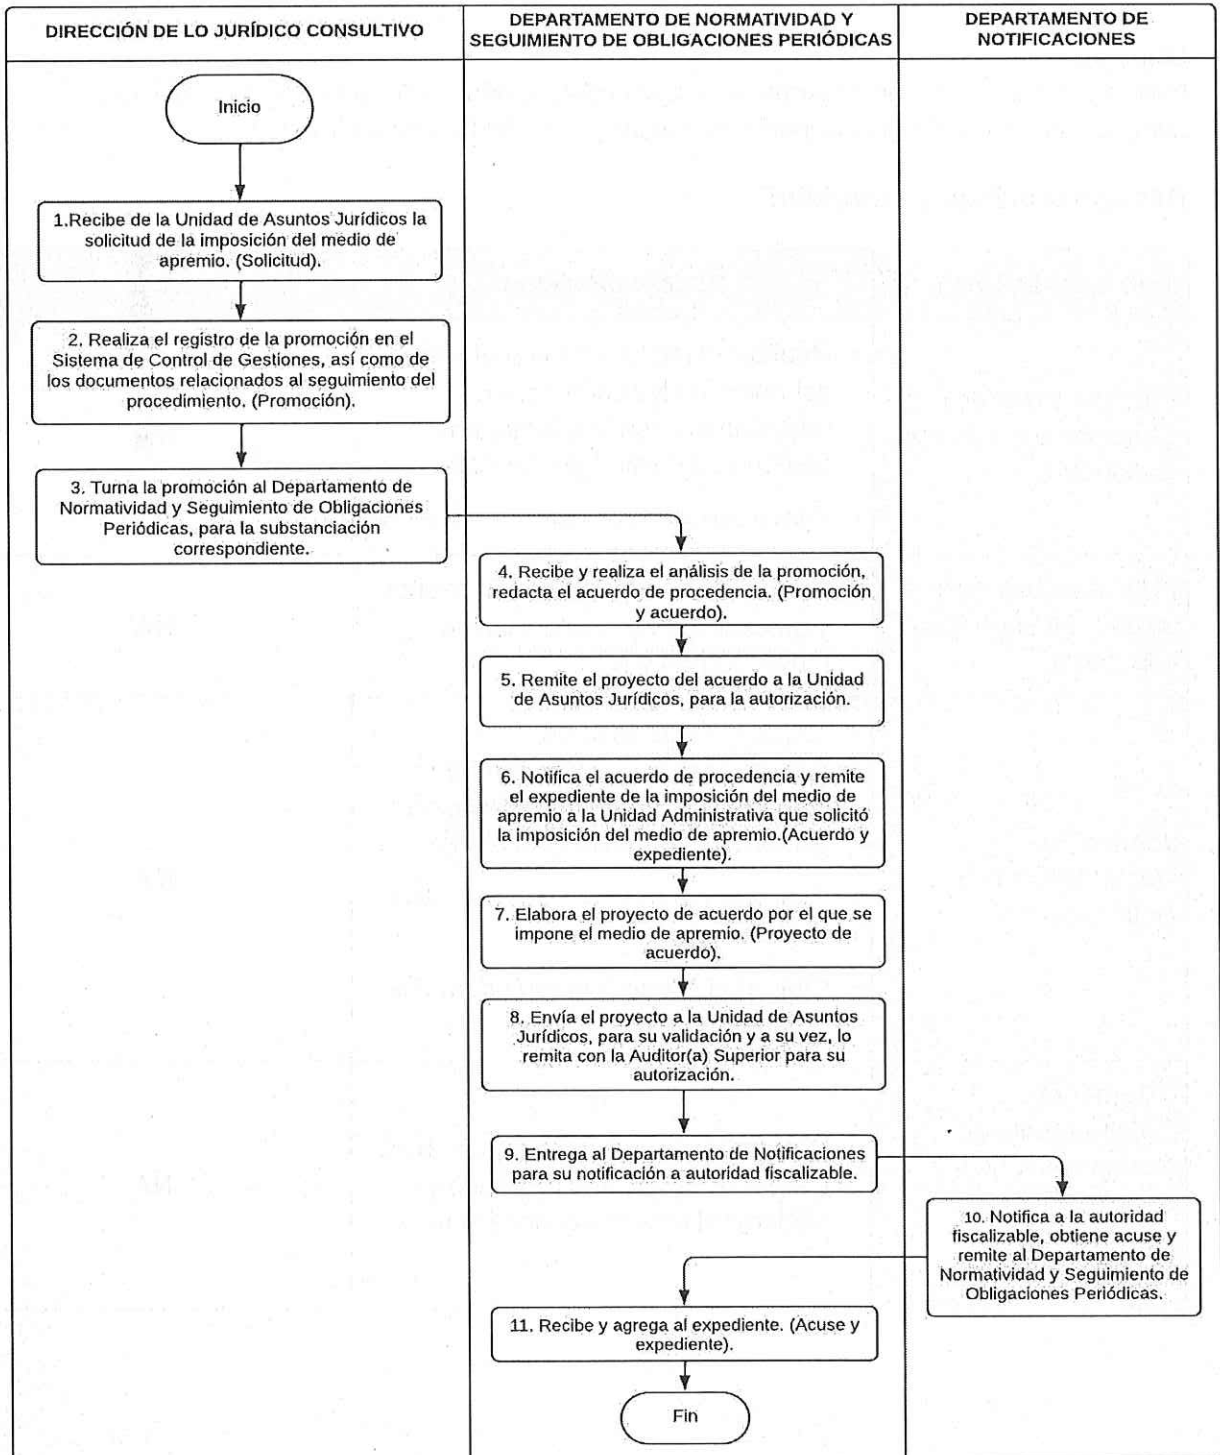 DIRECCIÓN DE LO JURÍDICO CONSULTIVO
DEPARTAMENTO DE NORMATIVIDAD Y
SEGUIMIENTO DE OBLIGACIONES PERIÓDICAS
DEPARTAMENTO DE
NOTIFICACIONES
Inicio
1.Recibe de la Unidad de Asuntos Jurídicos la
solicitud de la imposición del medio de
apremio. (Solicitud).
2. Realiza el registro de la promoción en el
Sistema de Control de Gestiones, así como de
los documentos relacionados al seguimiento del
procedimiento. (Promoción).
3. Turna la promoción al Departamento de
Normatividad y Seguimiento de Obligaciones
Periódicas, para la substanciación
correspondiente.
4. Recibe y realiza el análisis de la promoción,
redacta el acuerdo de procedencia. (Promoción
y acuerdo).
5. Remite el proyecto del acuerdo a la Unidad
de Asuntos Jurídicos, para la autorización.
6. Notifica el acuerdo de procedencia y remite
el expediente de la imposición del medio de
apremio a la Unidad Administrativa que solicitó
la imposición del medio de apremio.(Acuerdo y
expediente).
7. Elabora el proyecto de acuerdo por el que se
impone el medio de apremio. (Proyecto de
acuerdo).
8. Envía el proyecto a la Unidad de Asuntos
Jurídicos, para su validación y a su vez, lo
remita con la Auditor(a) Superior para su
autorización.
9. Entrega al Departamento de Notificaciones
para su notificación a autoridad fiscalizable.
10. Notifica a la autoridad
fiscalizable, obtiene acuse y
remite al Departamento de
Normatividad y Seguimiento de
Obligaciones Periódicas.
11. Recibe y agrega al expediente. (Acuse y
expediente).
Fin